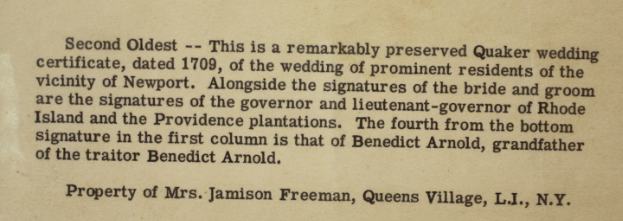 Second Oldest -- This is a remarkably preserved Quaker wedding
certificate, dated 1709, of the wedding of prominent residents of the
vicinity of Newport. Alongside the signatures of the bride and groom
are the signatures of the governor and lieutenant-governor of Rhode
Island and the Providence plantations. The fourth from the bottom
signature in the first column is that of Benedict Arnold, grandfather
of the traitor Benedict Arnold.
Property of Mrs. Jamison Freeman, Queens Village, L.I., N.Y.